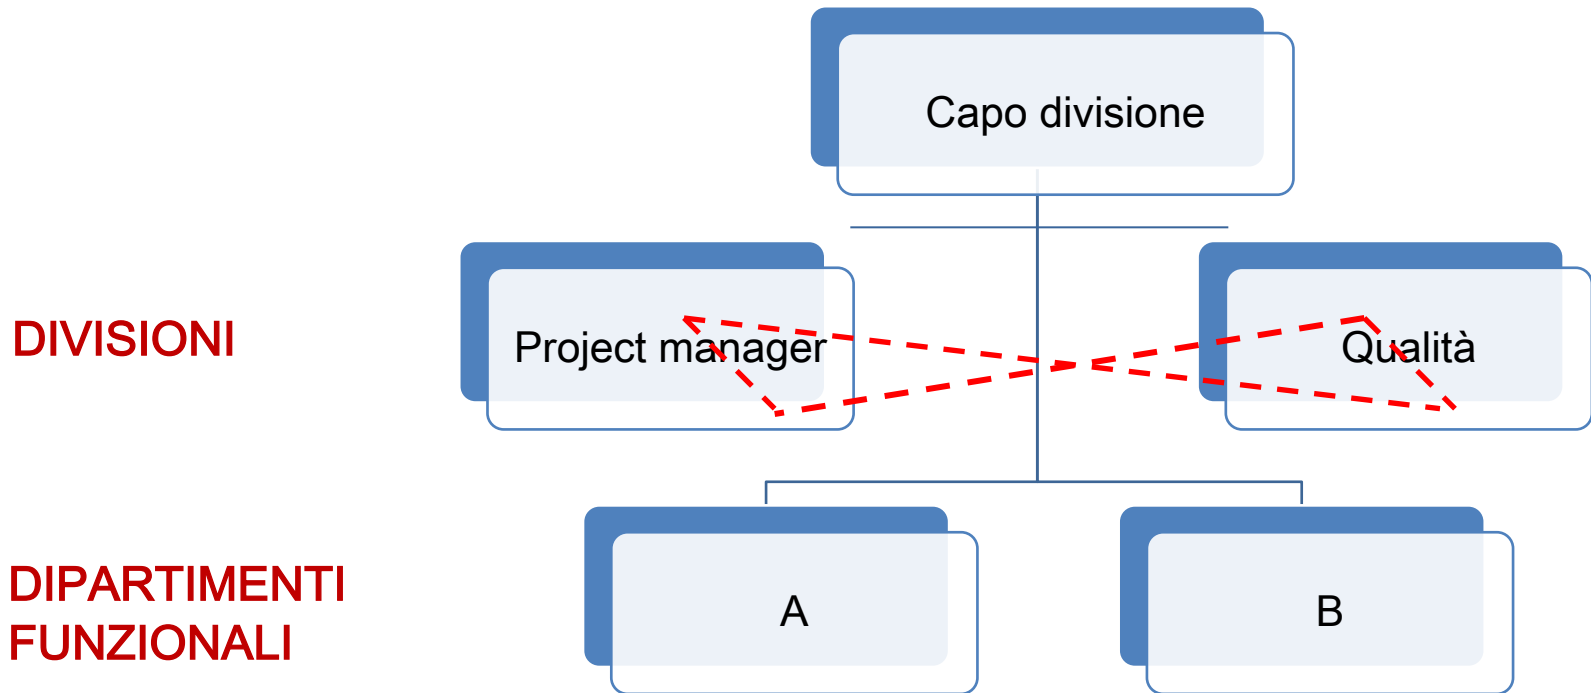 Capo divisione
DIVISIONI
Project manager
Qualità
DIPARTIMENTI
FUNZIONALI
A
B